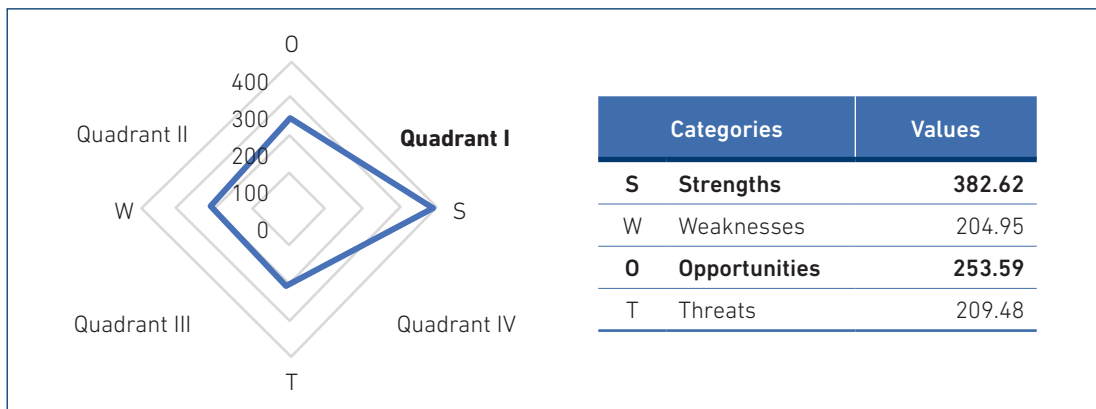 O
400
300
200
100
0
Quadrant II
Quadrant I
W
S
Quadrant III
Quadrant IV
T
Categories Values
S Strengths 382.62
W Weaknesses 204.95
O Opportunities 253.59
T Threats 209.48